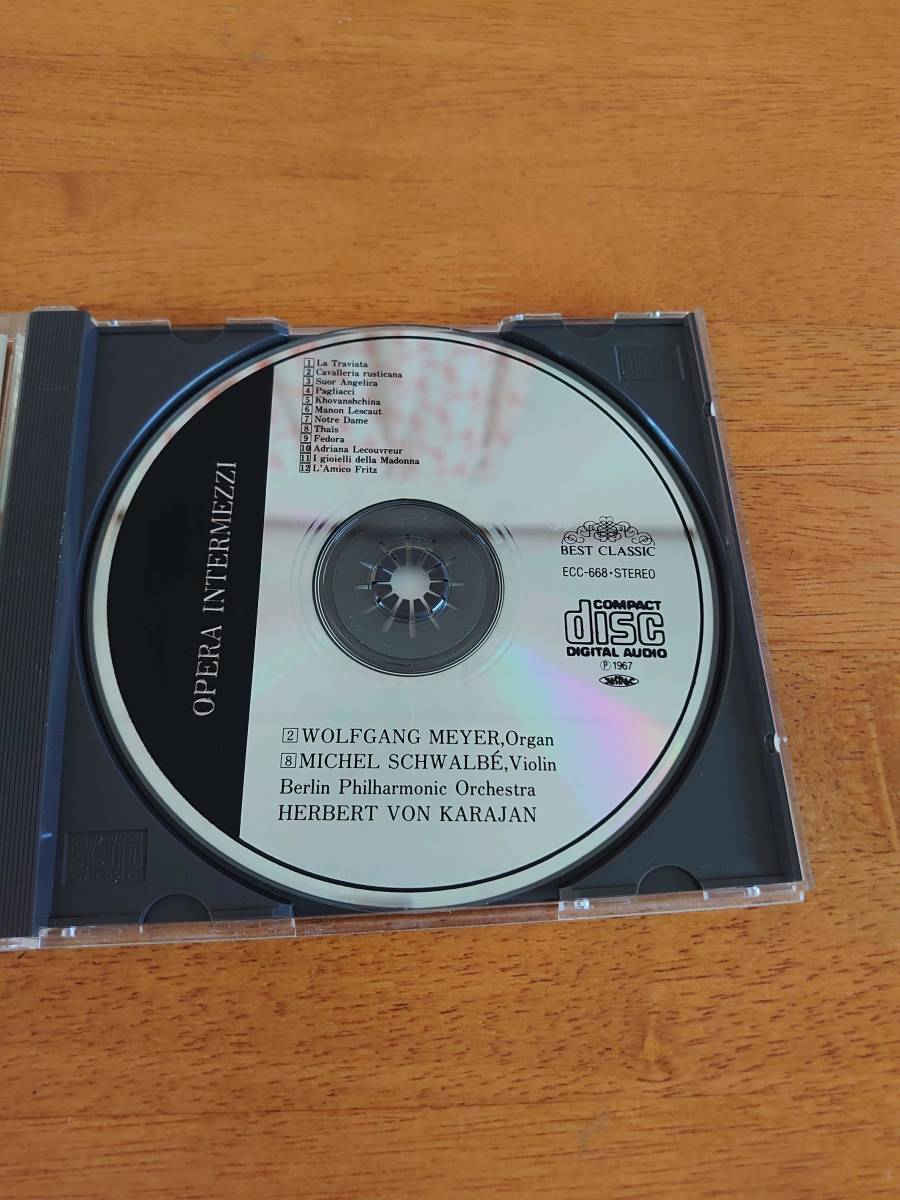 1 La Traviata
2 Cavalleria rusticana
3 Suor Angelica
4 Pagliacci
5 Khovanshchina
6 Manon Lescaut
7 Notre Dame
8 Thaïs
9 Fedora
10 Adriana Lecouvreur
11 I gioielli della Madonna
12 L'Amico Fritz
OPERA INTERMEZZI
BEST CLASSIC
ECC-668・STEREO
COMPACT
disc
DIGITAL AUDIO
Ⓟ 1967
2 WOLFGANG MEYER,Organ
8 MICHEL SCHWALBÉ,Violin
Berlin Philharmonic Orchestra
HERBERT VON KARAJAN